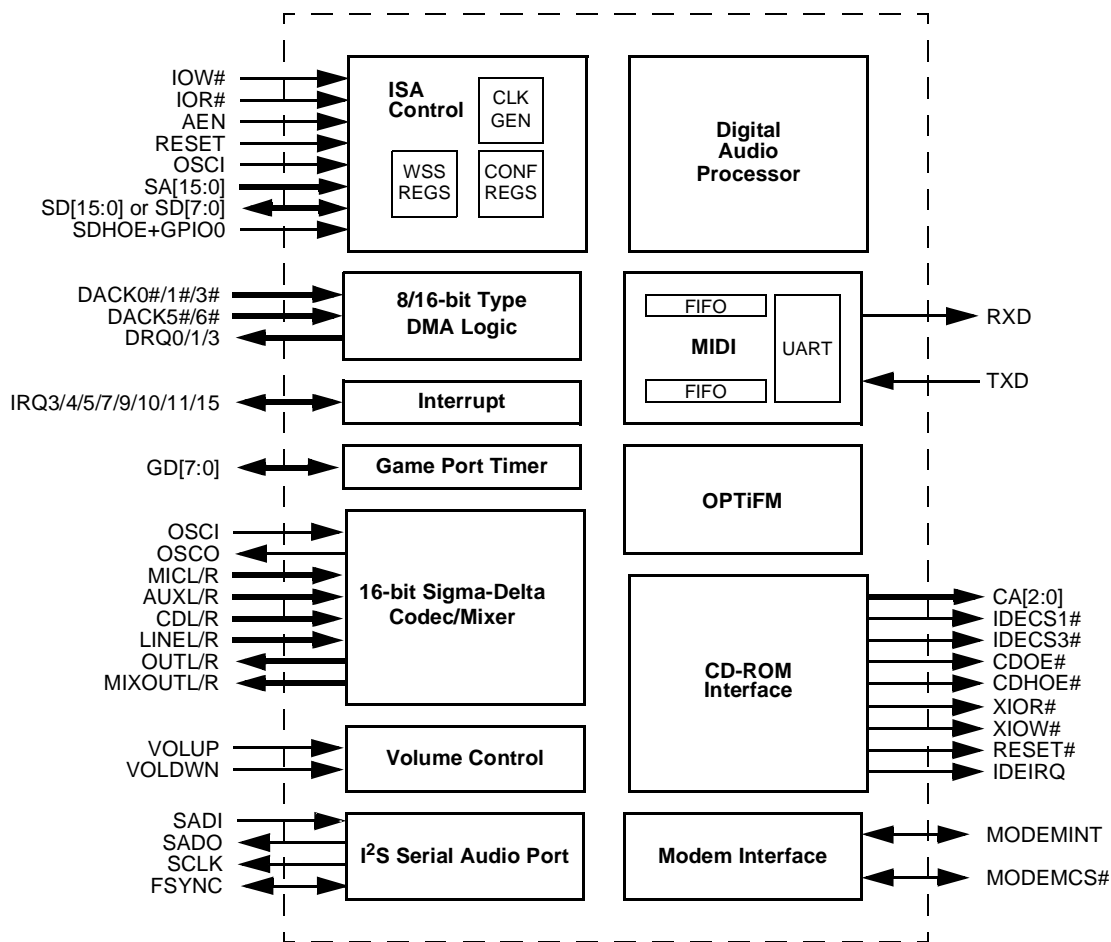 IOW#
IOR#
AEN
RESET
OSCI
SA[15:0]
SD[15:0] or SD[7:0]
SDHOE+GPIO0
ISA
Control
CLK
GEN
WSS
REGS
CONF
REGS
Digital
Audio
Processor
DACK0#/1#/3#
DACK5#/6#
DRQ0/1/3
8/16-bit Type
DMA Logic
FIFO
MIDI
FIFO
UART
RXD
TXD
IRQ3/4/5/7/9/10/11/15
Interrupt
GD[7:0]
Game Port Timer
OPTiFM
OSCI
OSCO
MICL/R
AUXL/R
CDL/R
LINEL/R
OUTL/R
MIXOUTL/R
16-bit Sigma-Delta
Codec/Mixer
CD-ROM
Interface
CA[2:0]
IDECS1#
IDECS3#
CDOE#
CDHOE#
XIOR#
XIOW#
RESET#
IDEIRQ
VOLUP
VOLDWN
Volume Control
SADI
SADO
SCLK
FSYNC
I²S Serial Audio Port
Modem Interface
MODEMINT
MODEMCS#